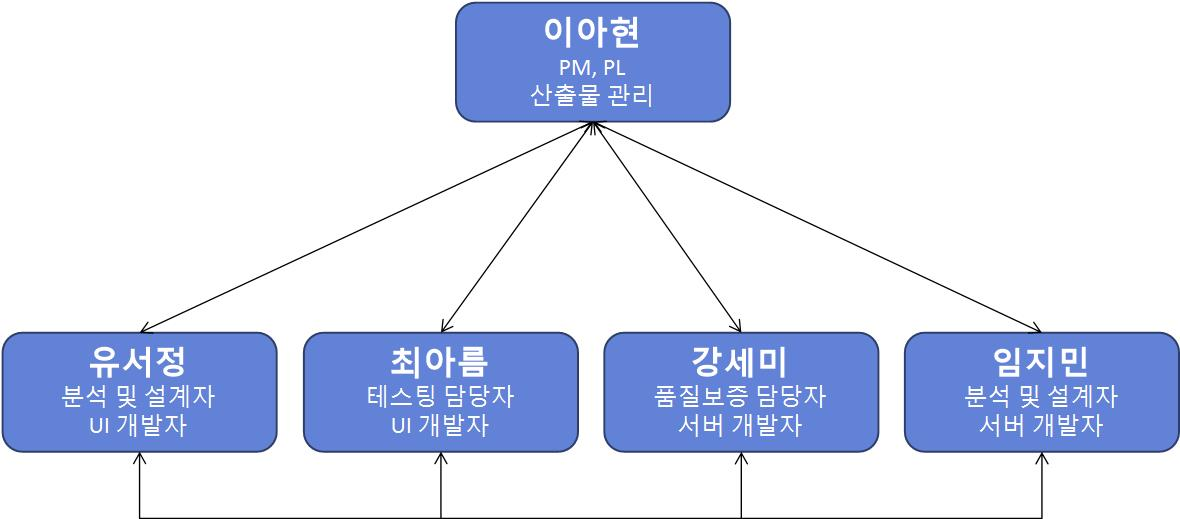 이아현
PM, PL
산출물 관리
유서정
분석 및 설계자
UI 개발자
최아름
테스팅 담당자
UI 개발자
강세미
품질보증 담당자
서버 개발자
임지민
분석 및 설계자
서버 개발자